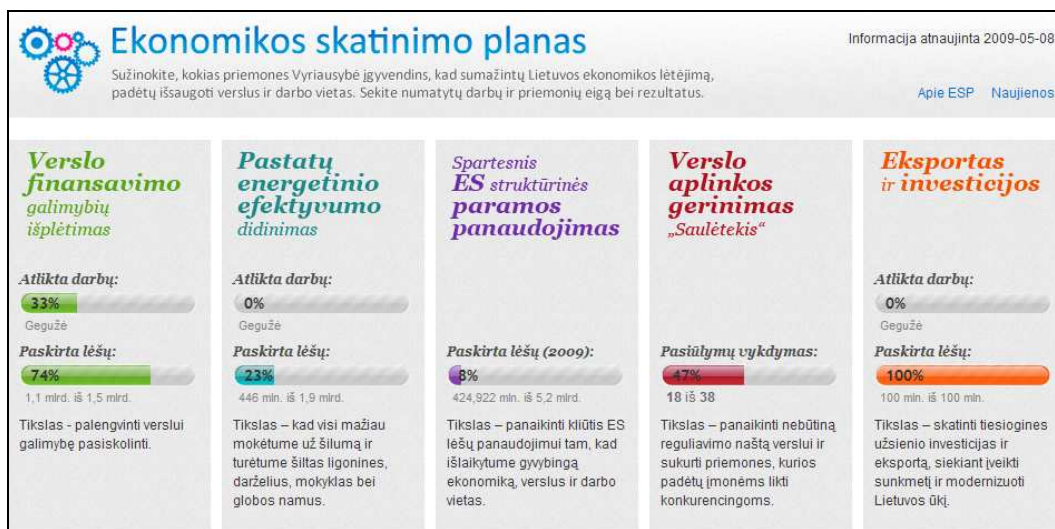 Ekonomikos skatinimo planas
Informacija atnaujinta 2009-05-08
Sužinokite, kokias priemones Vyriausybė įgyvendins, kad sumažintų Lietuvos ekonomikos lėtėjimą,
padėtų išsaugoti verslus ir darbo vietas. Sekite numatytų darbų ir priemonių eigą bei rezultatus.
Apie ESP Naujienos
Verslo
finansavimo
galimybių
išplėtimas
Atlikta darbų:
33%
Gegužė
Paskirta lėšų:
74%
1,1 mlrd. iš 1,5 mlrd.
Tikslas - palengvinti verslui
galimybę pasiskolinti.
Pastatų
energetinio
efektyvumo
didinimas
Atlikta darbų:
0%
Gegužė
Paskirta lėšų:
23%
446 mln. iš 1,9 mlrd.
Tikslas – kad visi mažiau
mokėtume už šilumą ir
turėtume šiltas ligonines,
darželius, mokyklas bei
globos namus.
Spartesnis
ES struktūrinės
paramos
panaudojimas
Paskirta lėšų (2009):
8%
424,922 mln. iš 5,2 mlrd.
Tikslas – panaikinti kliūtis ES
lėšų panaudojimui tam, kad
išlaikytume gyvybingą
ekonomiką, verslus ir darbo
vietas.
Verslo
aplinkos
gerinimas
„Saulėtekis“
Pasiūlymų vykdymas:
47%
18 iš 38
Tikslas – panaikinti nebūtiną
reguliavimo naštą verslui ir
sukurti priemones, kurios
padėtų įmonėms likti
konkurencingoms.
Eksportas
ir investicijos
Atlikta darbų:
0%
Gegužė
Paskirta lėšų:
100%
100 mln. iš 100 mln.
Tikslas – skatinti tiesiogines
užsienio investicijas ir
eksportą, siekiant įveikti
sunkmetį ir modernizuoti
Lietuvos ūkį.